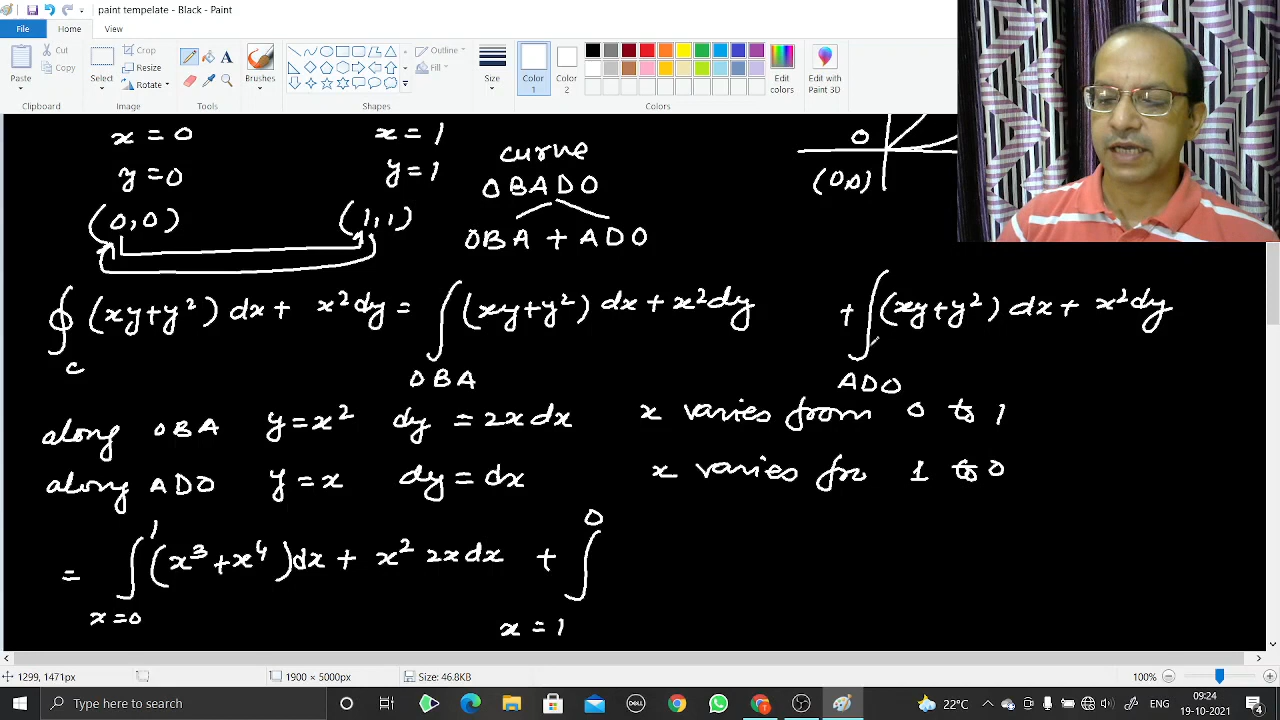 paint template - Black - Paint
File Home View
Cut Copy Paste Clipboard
Crop Resize Rotate Select Image
Tools
Brushes
Outline Fill Shapes
Size
Color 1 Color 2 Edit colors Colors
Edit with Paint 3D
x = 0 x = 1
y = 0 y = 1
(0,0) (1,1)
curve
OBADO
OBA + ADO
0
(0,0)
∮ (xy+y²) dx + x²dy = ∫ (xy+y²) dx + x²dy + ∫ (xy+y²) dx + x²dy
c OBA ADO
along OBA y = x² dy = 2x dx x varies from 0 to 1
along ADO y = x dy = dx x varies fro 1 to 0
= ∫ₓ₌₀¹ (x³ + x⁴) dx + x² 2x dx + ∫ₓ₌₁⁰
1299, 1471px 1900 × 5000px Size: 46.8KB 100%
Type here to search DELL 22°C 09:24
19-10-2021